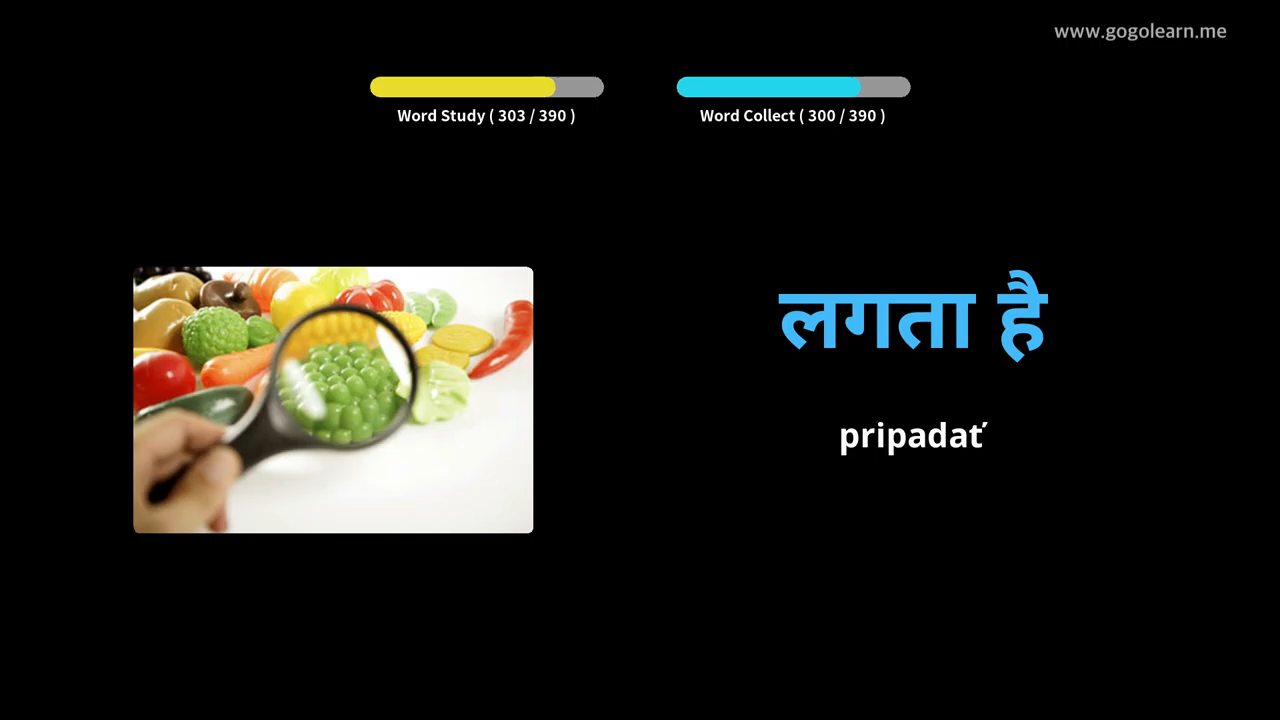 www.gogolearn.me
Word Study ( 303 / 390 )
Word Collect ( 300 / 390 )
लगता है
pripadať